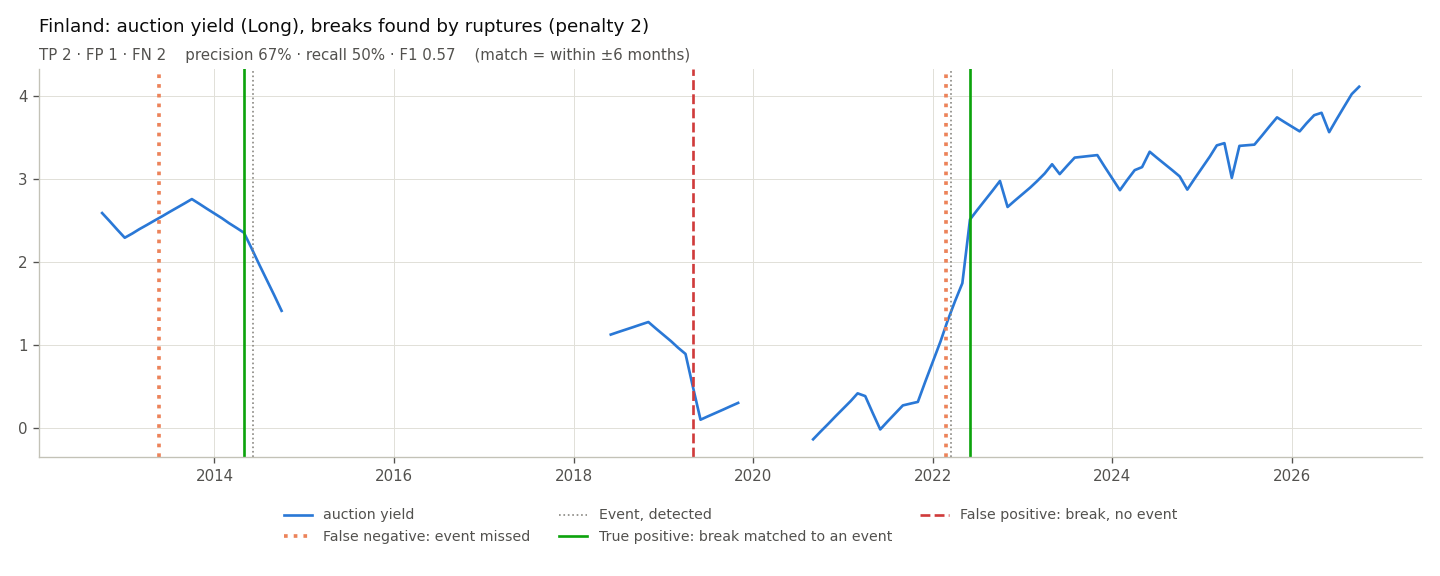 Finland: auction yield (Long), breaks found by ruptures (penalty 2)
TP 2 · FP 1 · FN 2    precision 67% · recall 50% · F1 0.57    (match = within ±6 months)
4
3
2
1
0
2014 2016 2018 2020 2022 2024 2026
auction yield
False negative: event missed
Event, detected
True positive: break matched to an event
False positive: break, no event